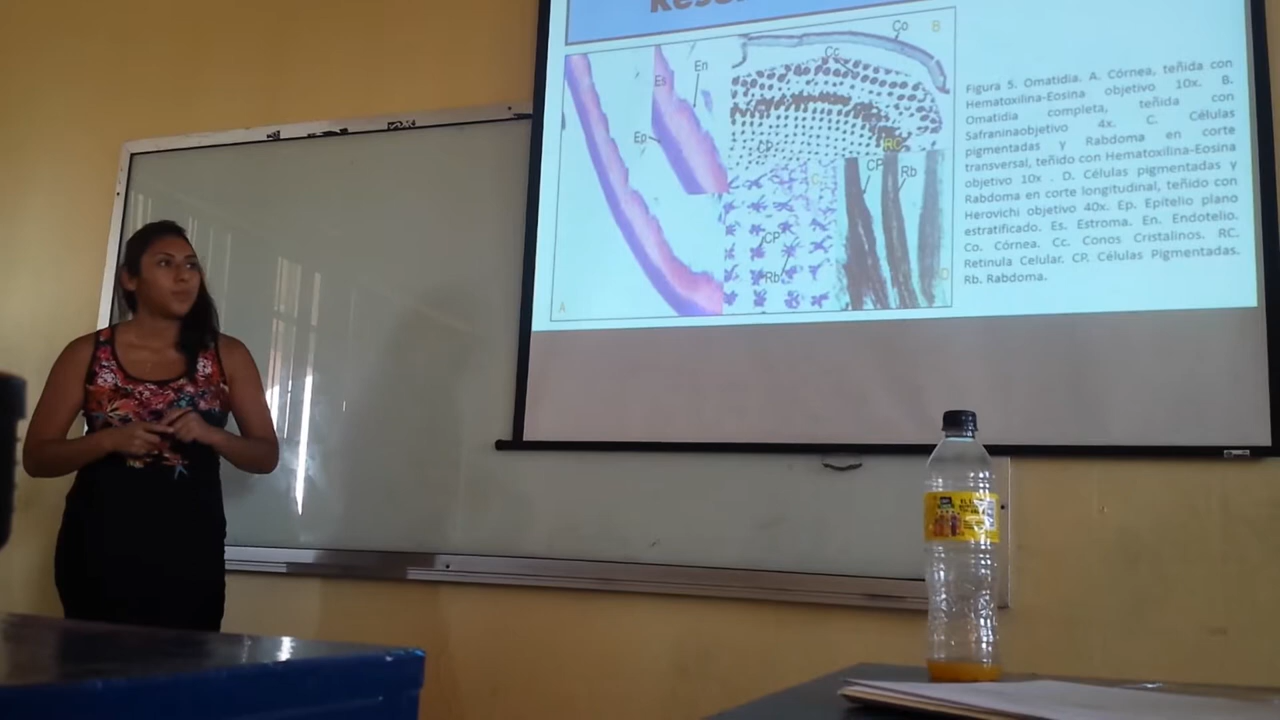 Co
B
Cc
En
Es
Ep
CP
RC
C
CP
Rb
CP
Rb
D
A
Figura 5. Omatidia. A. Córnea, teñida con
Hematoxilina-Eosina objetivo 10x. B.
Omatidia completa, teñida con
Safraninaobjetivo 4x. C. Células
pigmentadas y Rabdoma en corte
transversal, teñido con Hematoxilina-Eosina
objetivo 10x . D. Células pigmentadas y
Rabdoma en corte longitudinal, teñido con
Herovichi objetivo 40x. Ep. Epitelio plano
estratificado. Es. Estroma. En. Endotelio.
Co. Córnea. Cc. Conos Cristalinos. RC.
Retinula Celular. CP. Células Pigmentadas.
Rb. Rabdoma.